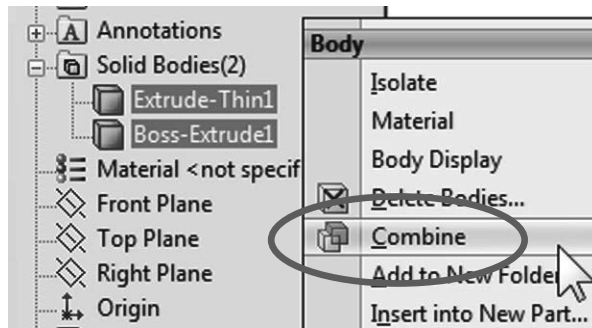 Annotations
Solid Bodies(2)
Extrude-Thin1
Boss-Extrude1
Material <not specif
Front Plane
Top Plane
Right Plane
Origin
Body
Isolate
Material
Body Display
Delete Bodies...
Combine
Add to New Folder
Insert into New Part...